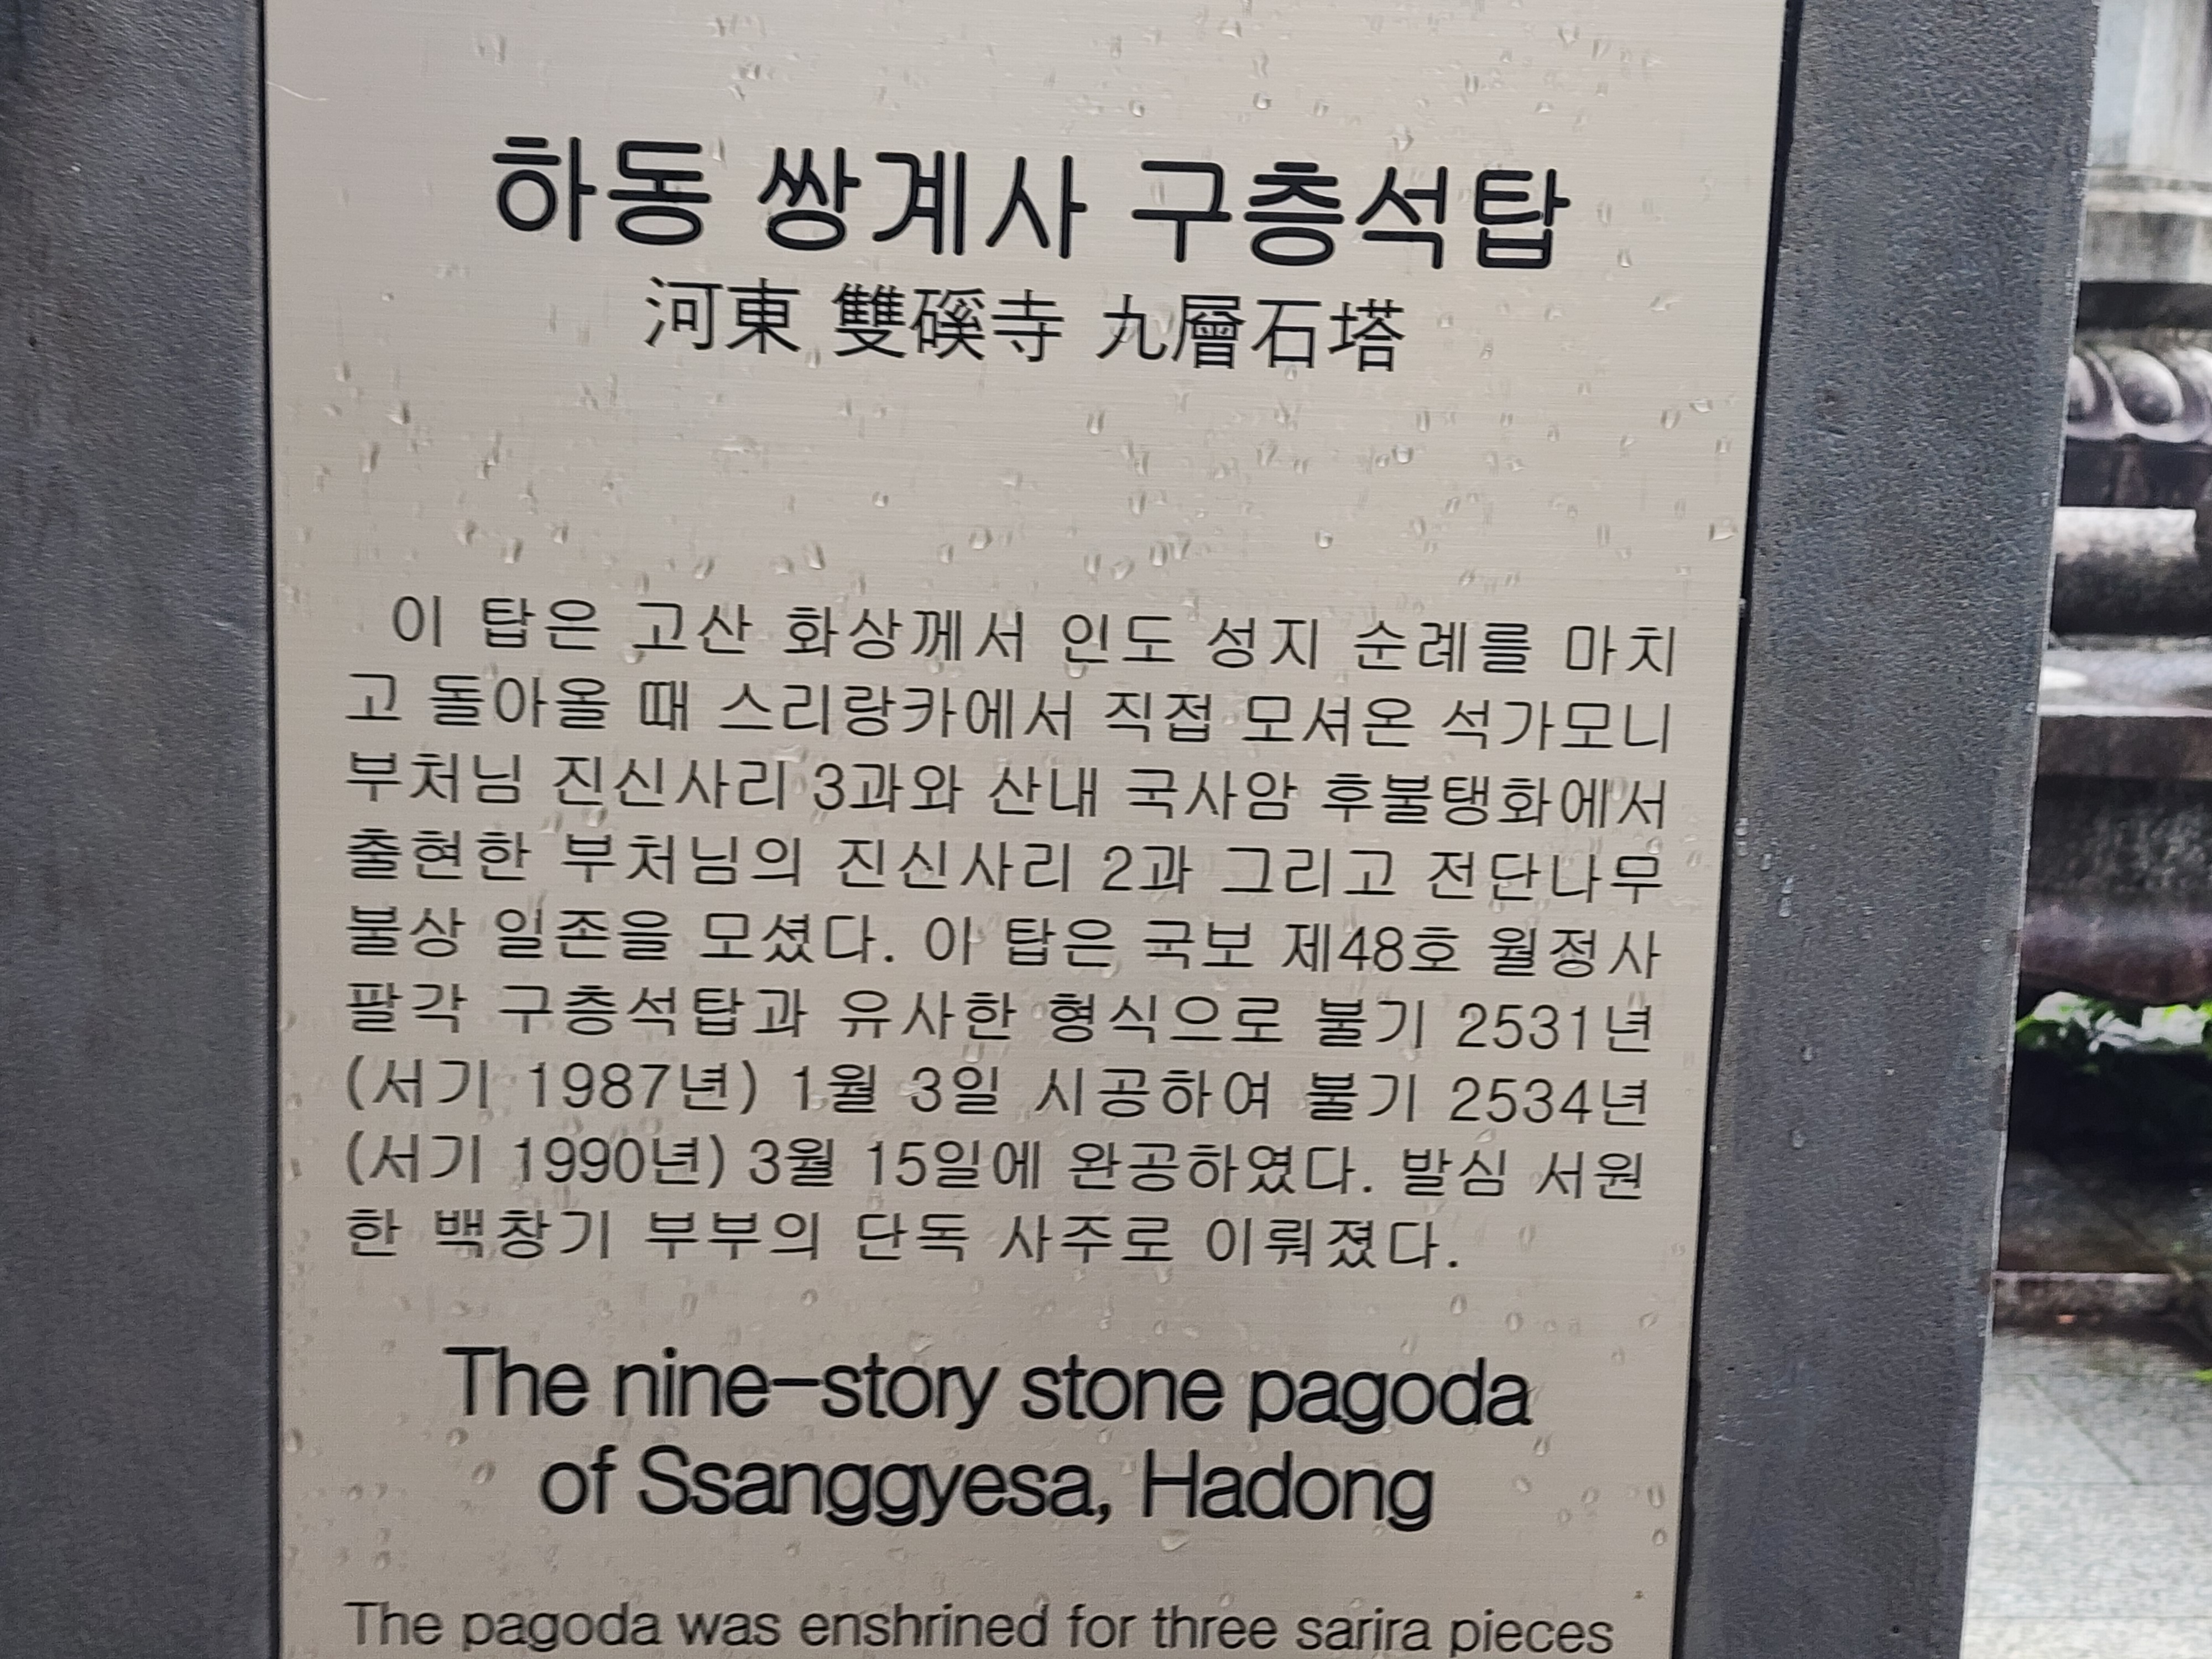 하동 쌍계사 구층석탑
河東 雙磎寺 九層石塔
이 탑은 고산 화상께서 인도 성지 순례를 마치
고 돌아올 때 스리랑카에서 직접 모셔온 석가모니
부처님 진신사리 3과와 산내 국사암 후불탱화에서
출현한 부처님의 진신사리 2과 그리고 전단나무
불상 일존을 모셨다. 이 탑은 국보 제48호 월정사
팔각 구층석탑과 유사한 형식으로 불기 2531년
(서기 1987년) 1월 3일 시공하여 불기 2534년
(서기 1990년) 3월 15일에 완공하였다. 발심 서원
한 백창기 부부의 단독 사주로 이뤄졌다.
The nine-story stone pagoda
of Ssanggyesa, Hadong
The pagoda was enshrined for three sarira pieces